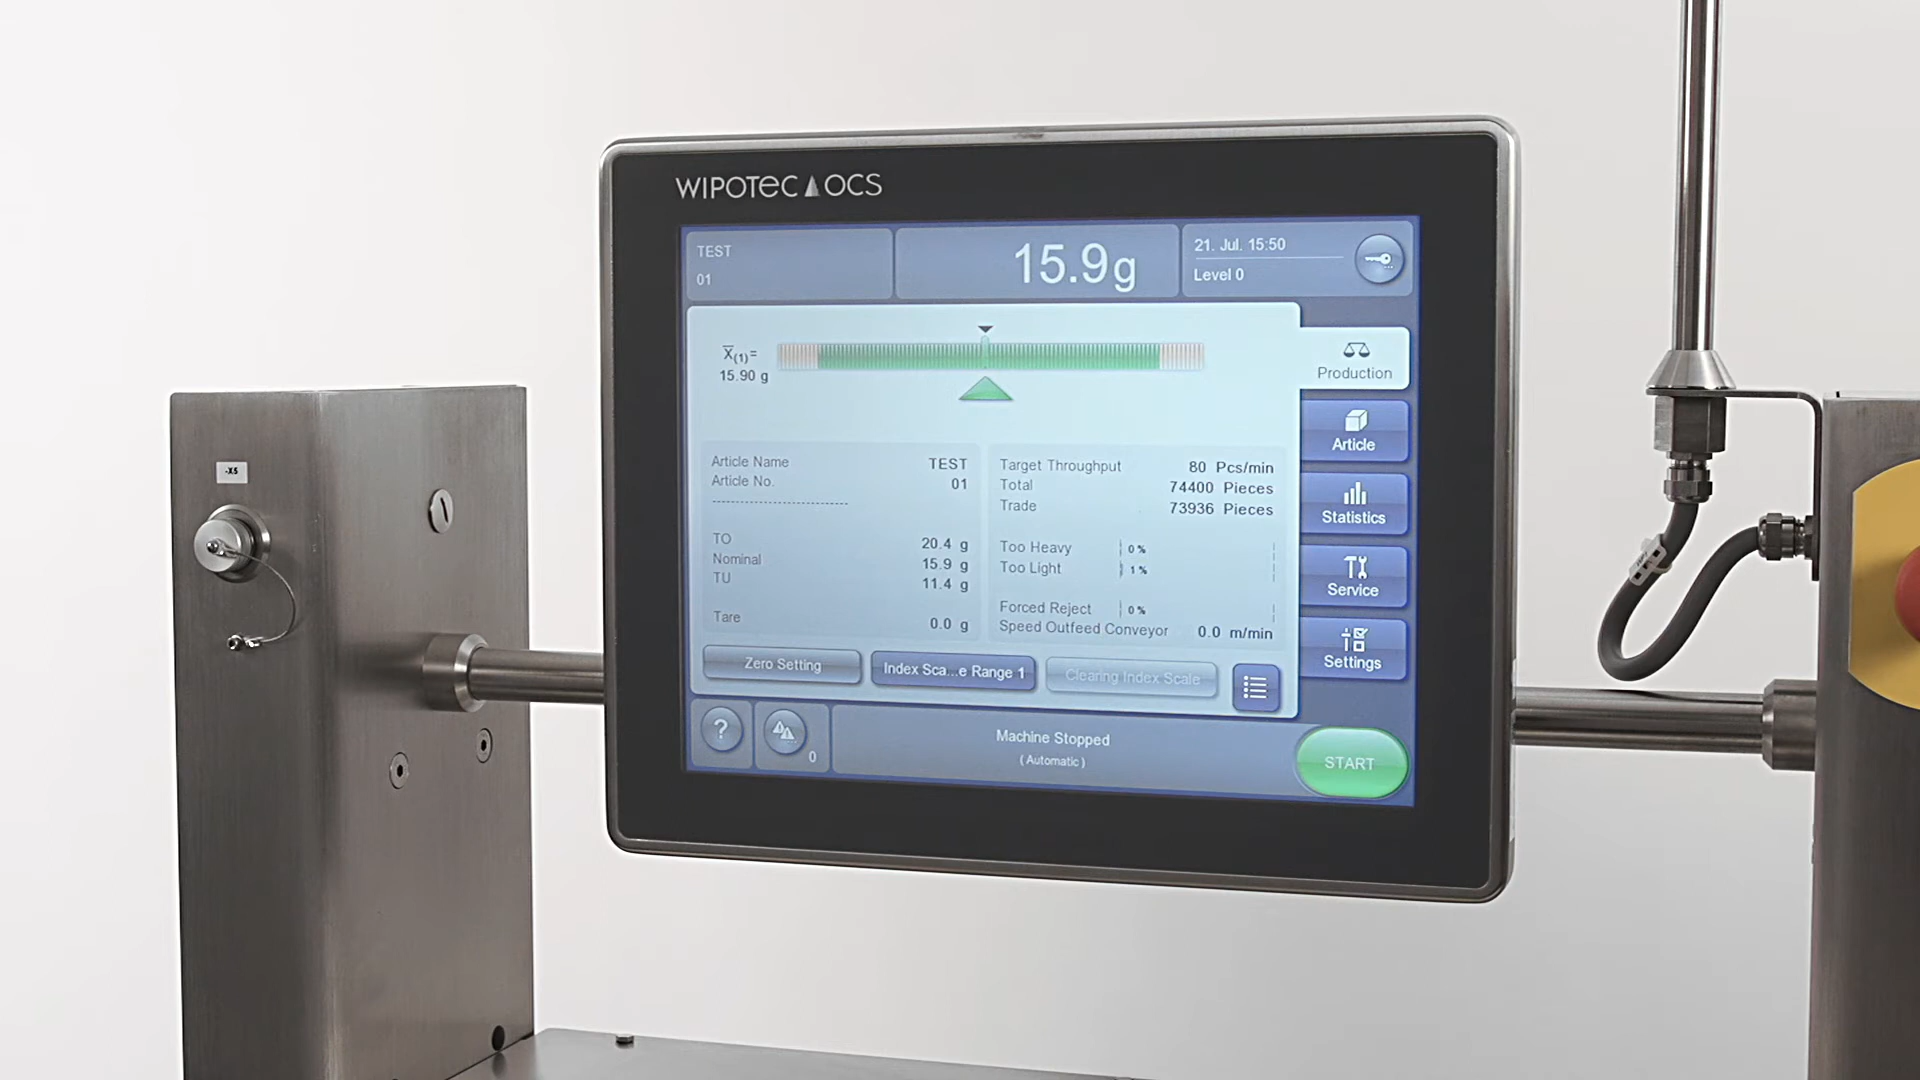 WIPOTEC OCS
TEST
01
15.9g
21. Jul. 15:50
Level 0
X(1)=
15.90 g
Production
Article
Statistics
Service
Settings
Article Name TEST
Article No. 01
--------------------------
TO 20.4 g
Nominal 15.9 g
TU 11.4 g
Tare 0.0 g
Target Throughput 80 Pcs/min
Total 74400 Pieces
Trade 73936 Pieces
Too Heavy 0%
Too Light 1%
Forced Reject 0%
Speed Outfeed Conveyor 0.0 m/min
Zero Setting
Index Sca...e Range 1
Clearing Index Scale
?
0
Machine Stopped
(Automatic)
START
-X5